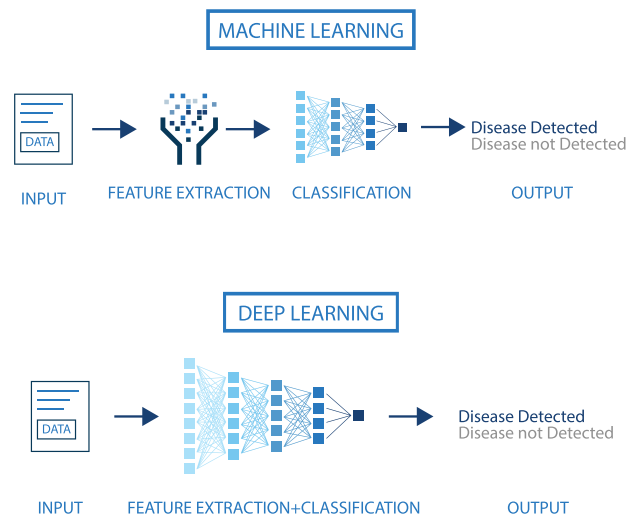 MACHINE LEARNING
DATA
Disease Detected
Disease not Detected
INPUT
FEATURE EXTRACTION
CLASSIFICATION
OUTPUT
DEEP LEARNING
DATA
Disease Detected
Disease not Detected
INPUT
FEATURE EXTRACTION+CLASSIFICATION
OUTPUT